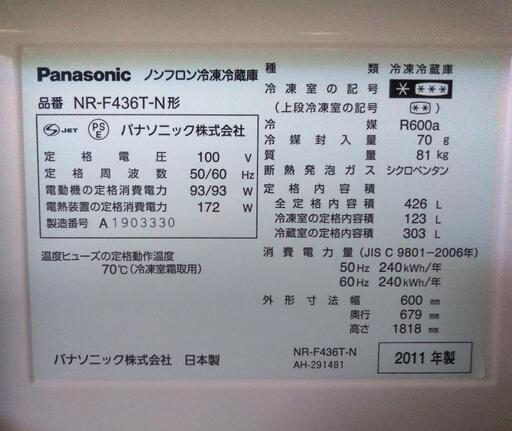 Panasonic ノンフロン冷凍冷蔵庫
品番 NR-F436T-N形
S JET PSE パナソニック株式会社
定格電圧 100 V
定格周波数 50/60 Hz
電動機の定格消費電力 93/93 W
電熱装置の定格消費電力 172 W
製造番号 A 1903330
温度ヒューズの定格動作温度
70℃(冷凍室霜取用)
パナソニック株式会社 日本製
種類 冷凍冷蔵庫
冷凍室の記号 * ***
(上段冷凍室の記号 ** )
冷媒 R600a
冷媒封入量 70 g
質量 81 kg
断熱発泡ガス シクロペンタン
定格内容積
全定格内容積 426 L
冷凍室の定格内容積 123 L
冷蔵室の定格内容積 303 L
消費電力量 (JIS C 9801-2006年)
50 Hz 240 kWh/年
60 Hz 240 kWh/年
外形寸法 幅 600 mm
奥行 679 mm
高さ 1818 mm
NR-F436T-N
AH-291481
2011 年製